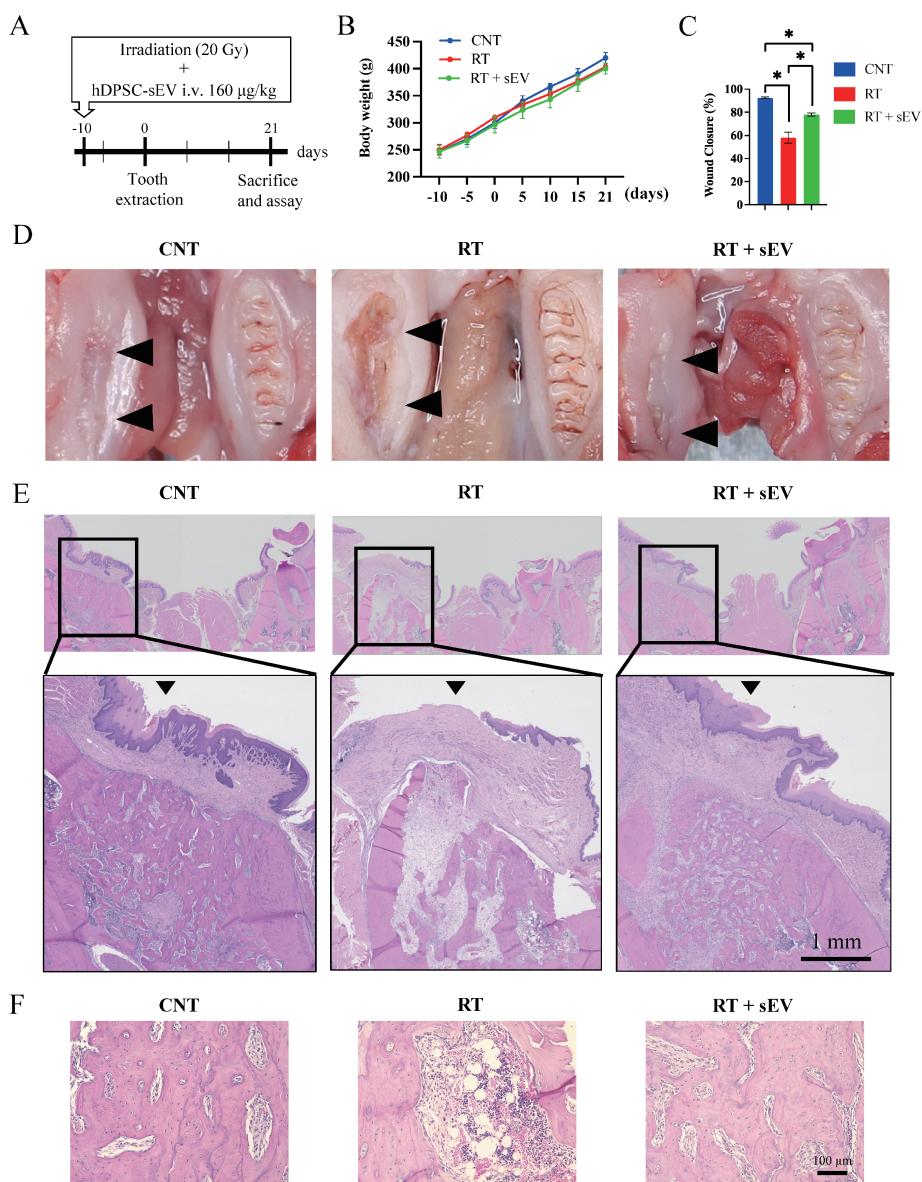 A
Irradiation (20 Gy)
+
hDPSC-sEV i.v. 160 μg/kg
-10 0 21
days
Tooth
extraction
Sacrifice
and assay
B
450
400
350
300
250
200
Body weight (g)
CNT
RT
RT + sEV
-10 -5 0 5 10 15 21 (days)
C
* 
* *
100
80
60
40
20
0
Wound Closure (%)
CNT
RT
RT + sEV
D
CNT RT RT + sEV
E
CNT RT RT + sEV
1 mm
F
CNT RT RT + sEV
100 μm